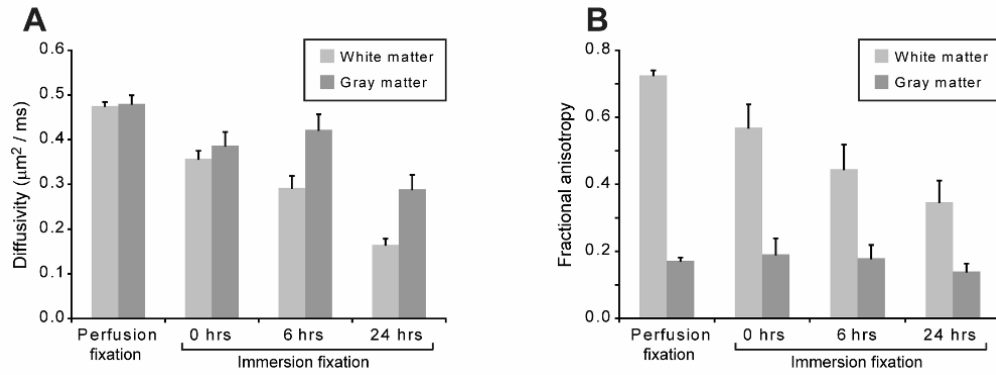 A
White matter
Gray matter
Diffusivity (μm² / ms)
0.6
0.5
0.4
0.3
0.2
0.1
0.0
Perfusion
fixation
0 hrs
6 hrs
24 hrs
Immersion fixation
B
White matter
Gray matter
Fractional anisotropy
0.8
0.6
0.4
0.2
0.0
Perfusion
fixation
0 hrs
6 hrs
24 hrs
Immersion fixation